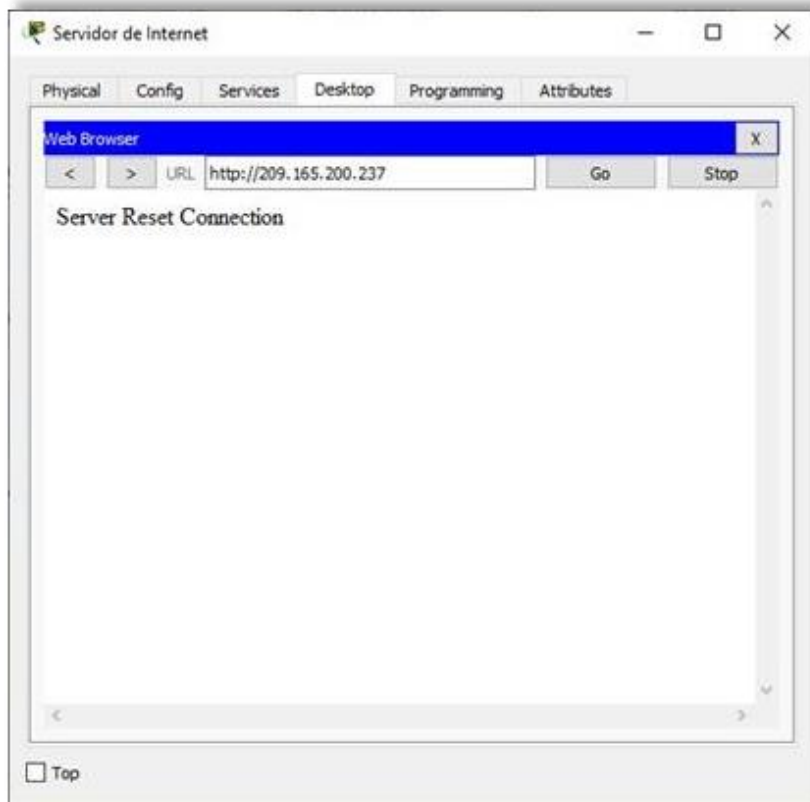 Servidor de Internet
Physical Config Services Desktop Programming Attributes
Web Browser X
< > URL http://209.165.200.237 Go Stop
Server Reset Connection
Top